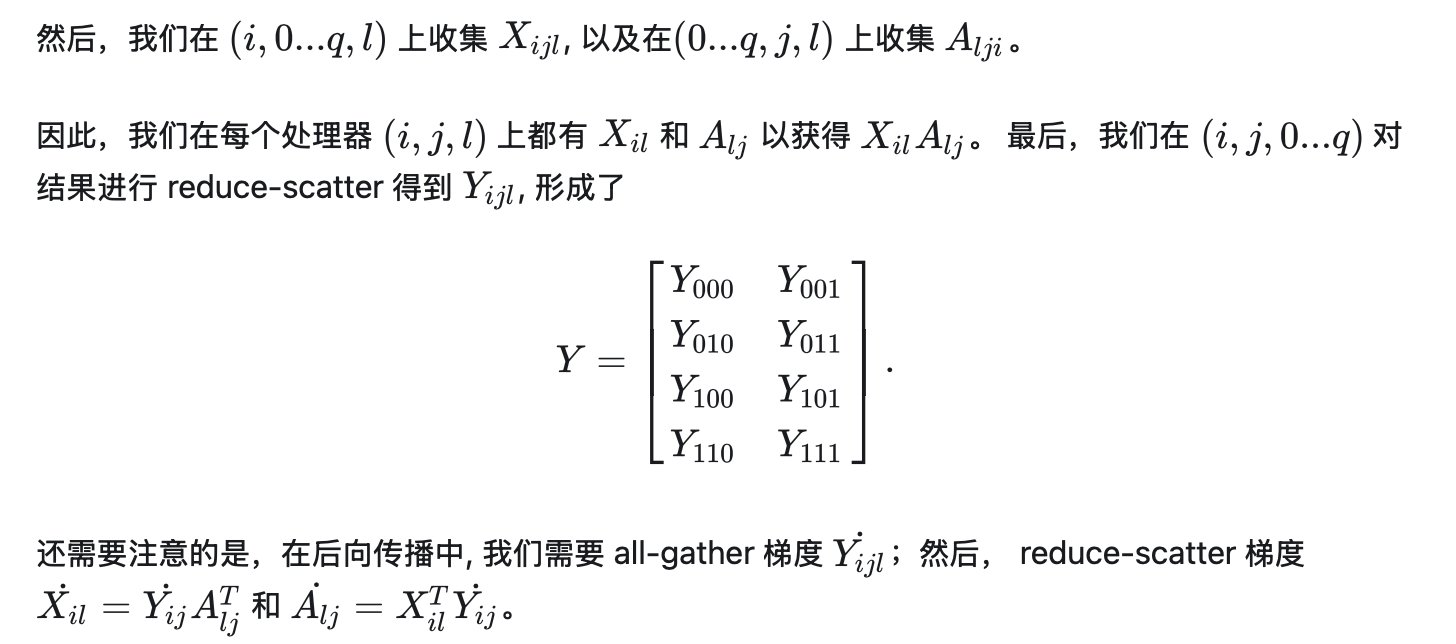 然后，我们在 (i, 0...q, l) 上收集 X_{ijl}, 以及在(0...q, j, l) 上收集 A_{lji}。
因此，我们在每个处理器 (i, j, l) 上都有 X_{il} 和 A_{lj} 以获得 X_{il}A_{lj}。 最后，我们在 (i, j, 0...q) 对
结果进行 reduce-scatter 得到 Y_{ijl}, 形成了
Y = [
Y_{000} Y_{001}
Y_{010} Y_{011}
Y_{100} Y_{101}
Y_{110} Y_{111}
].
还需要注意的是，在后向传播中, 我们需要 all-gather 梯度 \dot{Y_{ijl}}；然后， reduce-scatter 梯度
\dot{X_{il}} = \dot{Y_{ij}}A_{lj}^T 和 \dot{A_{lj}} = X_{il}^T\dot{Y_{ij}}。